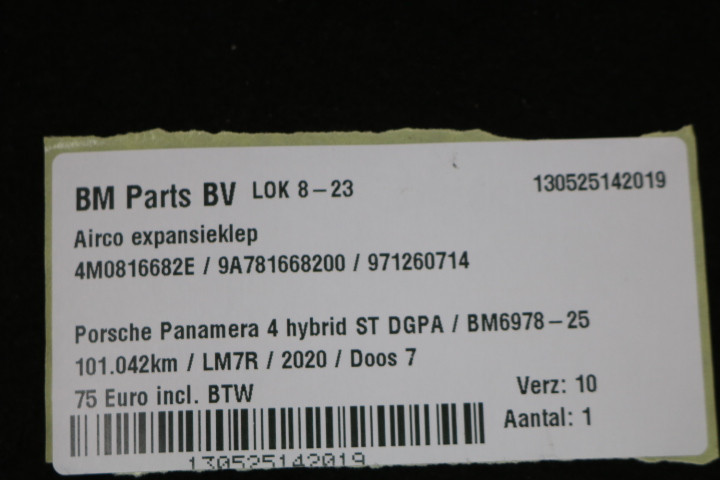 BM Parts BV LOK 8-23 130525142019
Airco expansieklep
4M0816682E / 9A781668200 / 971260714
Porsche Panamera 4 hybrid ST DGPA / BM6978-25
101.042km / LM7R / 2020 / Doos 7
75 Euro incl. BTW Verz: 10
Aantal: 1
130525142019